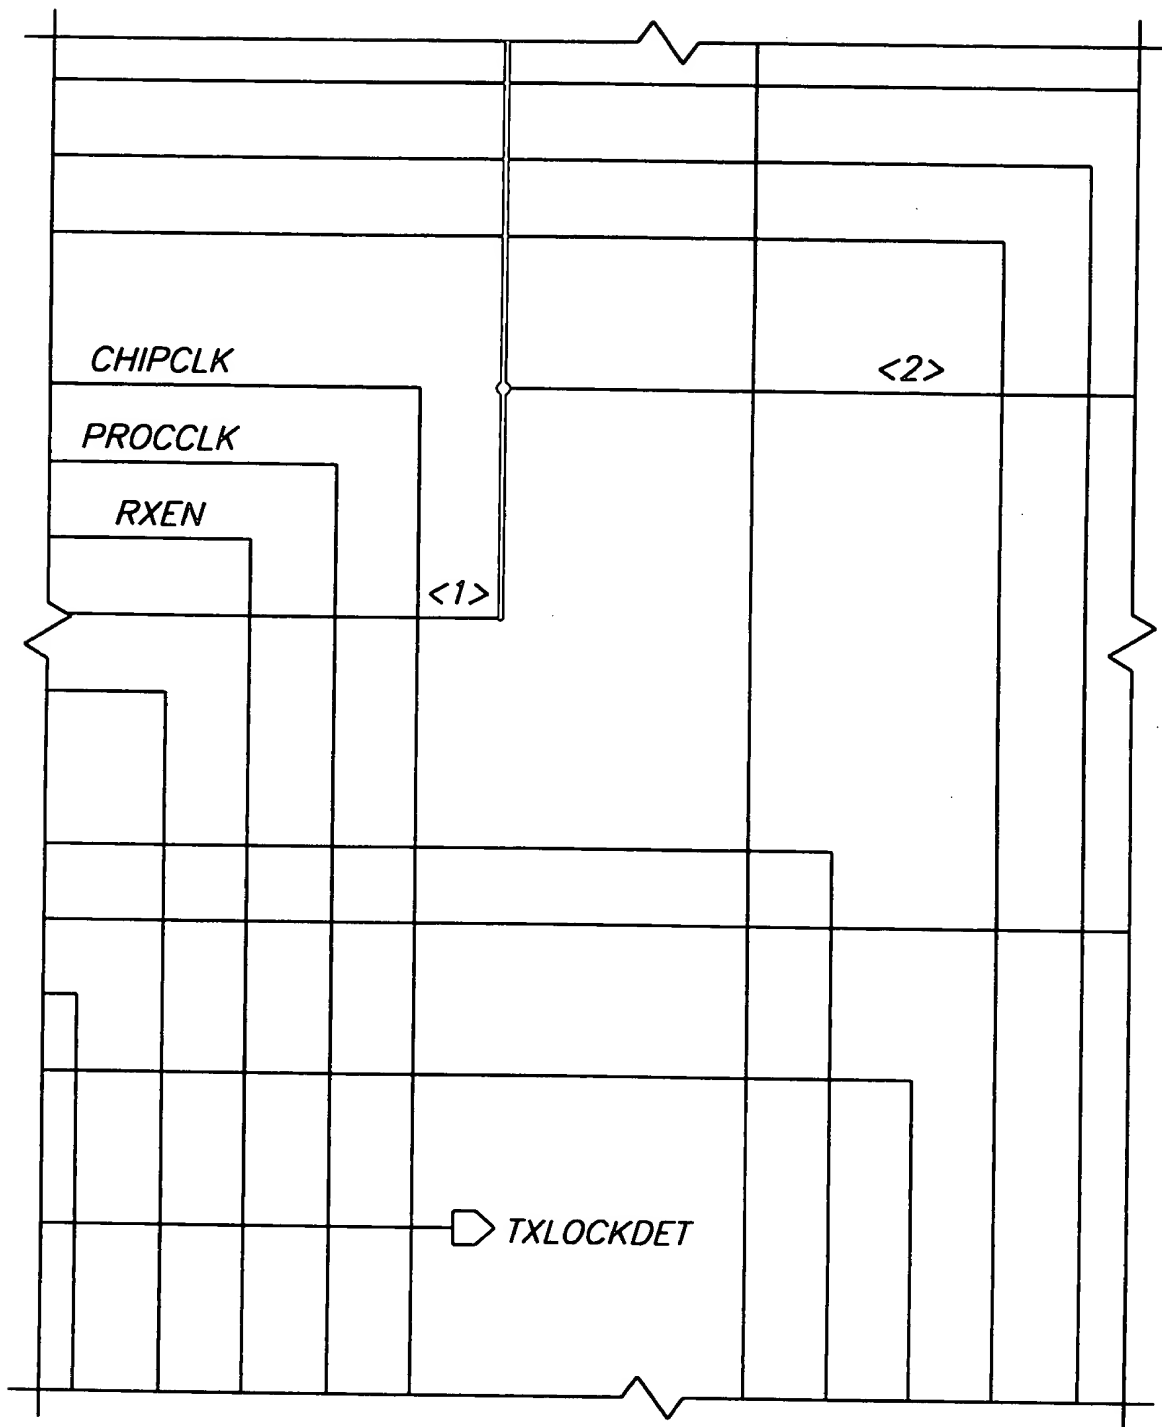 CHIPCLK
<2>
PROCCLK
RXEN
<1>
TXLOCKDET